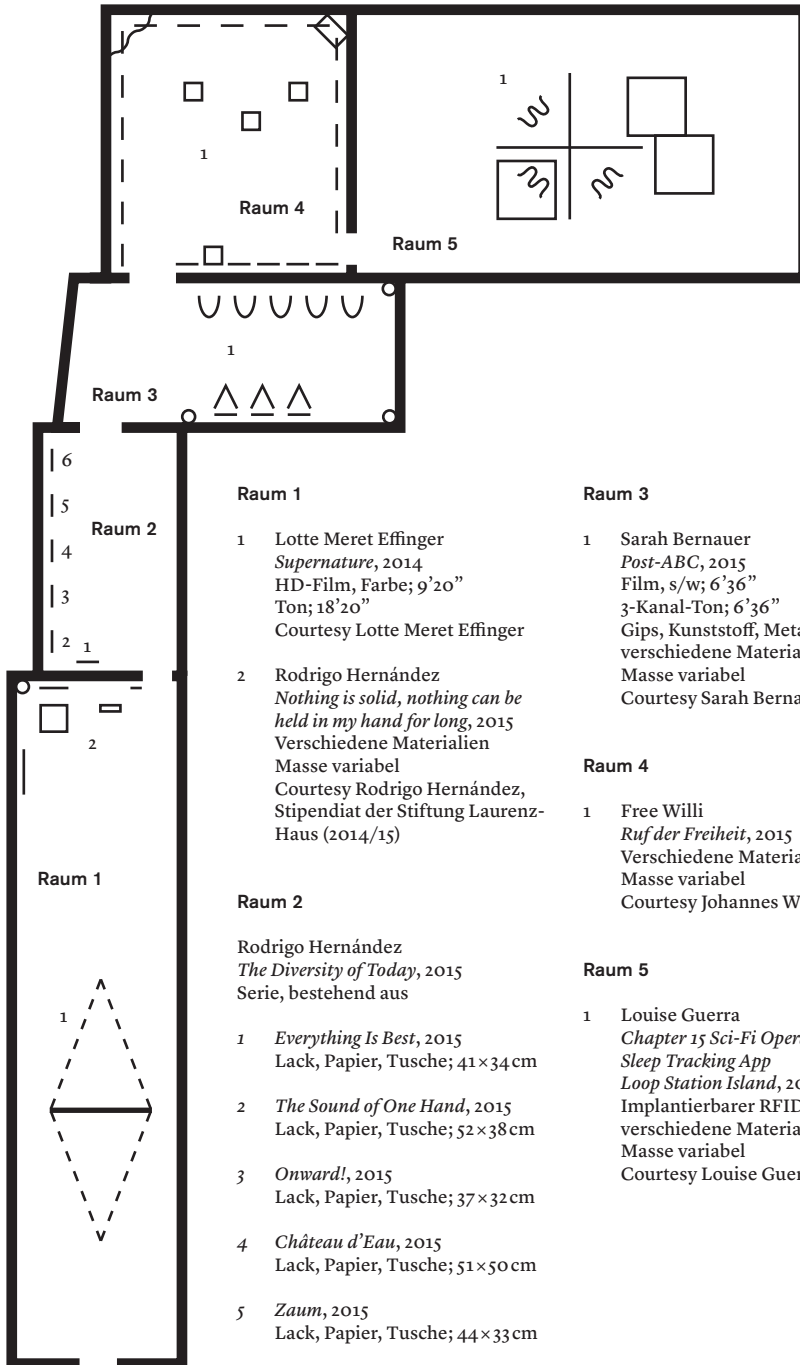 1
1
Raum 4
Raum 5
1
Raum 3
6
5
Raum 2
4
3
2 1
2
Raum 1
1
Raum 1
1 Lotte Meret Effinger
Supernature, 2014
HD-Film, Farbe; 9’20”
Ton; 18’20”
Courtesy Lotte Meret Effinger
2 Rodrigo Hernández
Nothing is solid, nothing can be
held in my hand for long, 2015
Verschiedene Materialien
Masse variabel
Courtesy Rodrigo Hernández,
Stipendiat der Stiftung Laurenz-
Haus (2014/15)
Raum 2
Rodrigo Hernández
The Diversity of Today, 2015
Serie, bestehend aus
1 Everything Is Best, 2015
Lack, Papier, Tusche; 41×34cm
2 The Sound of One Hand, 2015
Lack, Papier, Tusche; 52×38cm
3 Onward!, 2015
Lack, Papier, Tusche; 37×32cm
4 Château d’Eau, 2015
Lack, Papier, Tusche; 51×50cm
5 Zaum, 2015
Lack, Papier, Tusche; 44×33cm
Raum 3
1 Sarah Bernauer
Post-ABC, 2015
Film, s/w; 6’36”
3-Kanal-Ton; 6’36”
Gips, Kunststoff, Meta
verschiedene Materia
Masse variabel
Courtesy Sarah Berna
Raum 4
1 Free Willi
Ruf der Freiheit, 2015
Verschiedene Materia
Masse variabel
Courtesy Johannes W
Raum 5
1 Louise Guerra
Chapter 15 Sci-Fi Oper
Sleep Tracking App
Loop Station Island, 20
Implantierbarer RFID
verschiedene Materia
Masse variabel
Courtesy Louise Guer